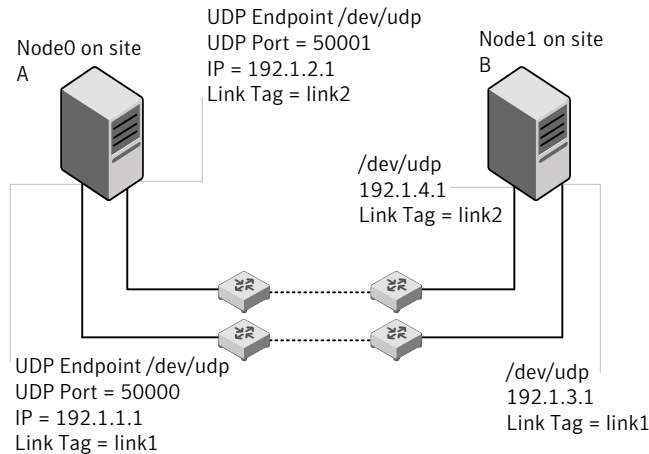 Node0 on site
A
UDP Endpoint /dev/udp
UDP Port = 50001
IP = 192.1.2.1
Link Tag = link2
Node1 on site
B
/dev/udp
192.1.4.1
Link Tag = link2
UDP Endpoint /dev/udp
UDP Port = 50000
IP = 192.1.1.1
Link Tag = link1
/dev/udp
192.1.3.1
Link Tag = link1